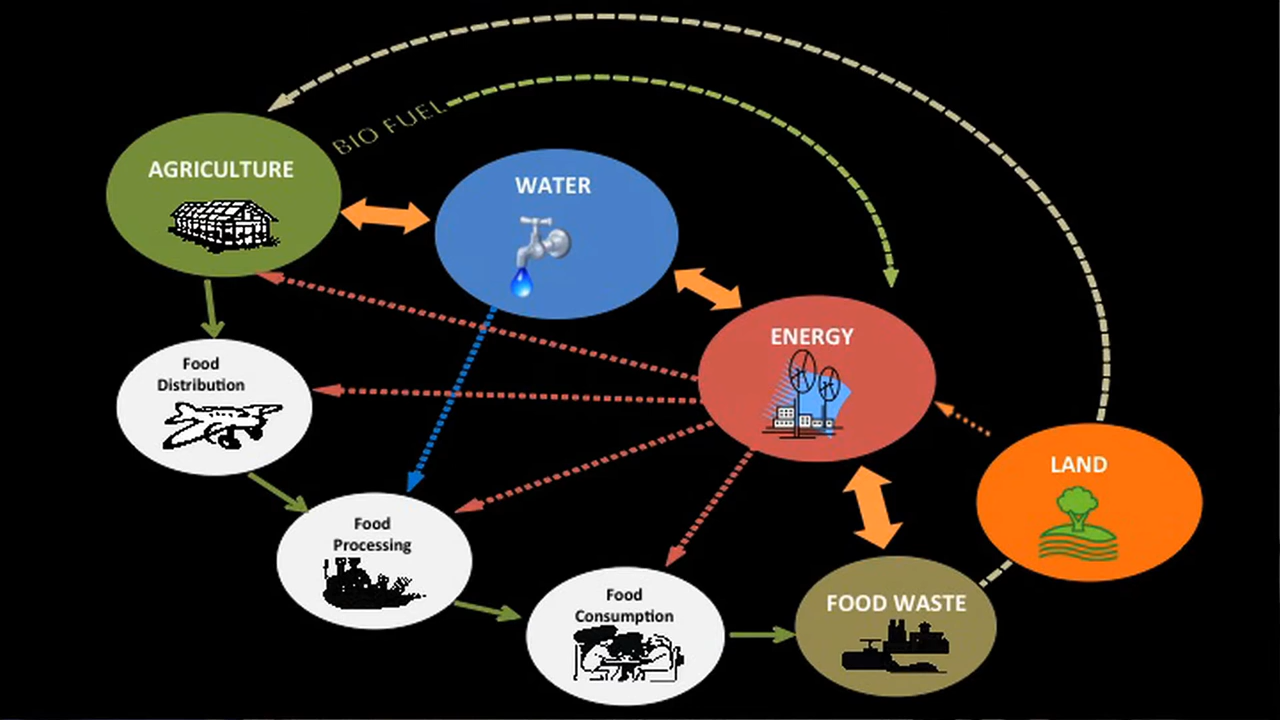 AGRICULTURE
BIO FUEL
WATER
ENERGY
Food
Distribution
LAND
Food
Processing
Food
Consumption
FOOD WASTE